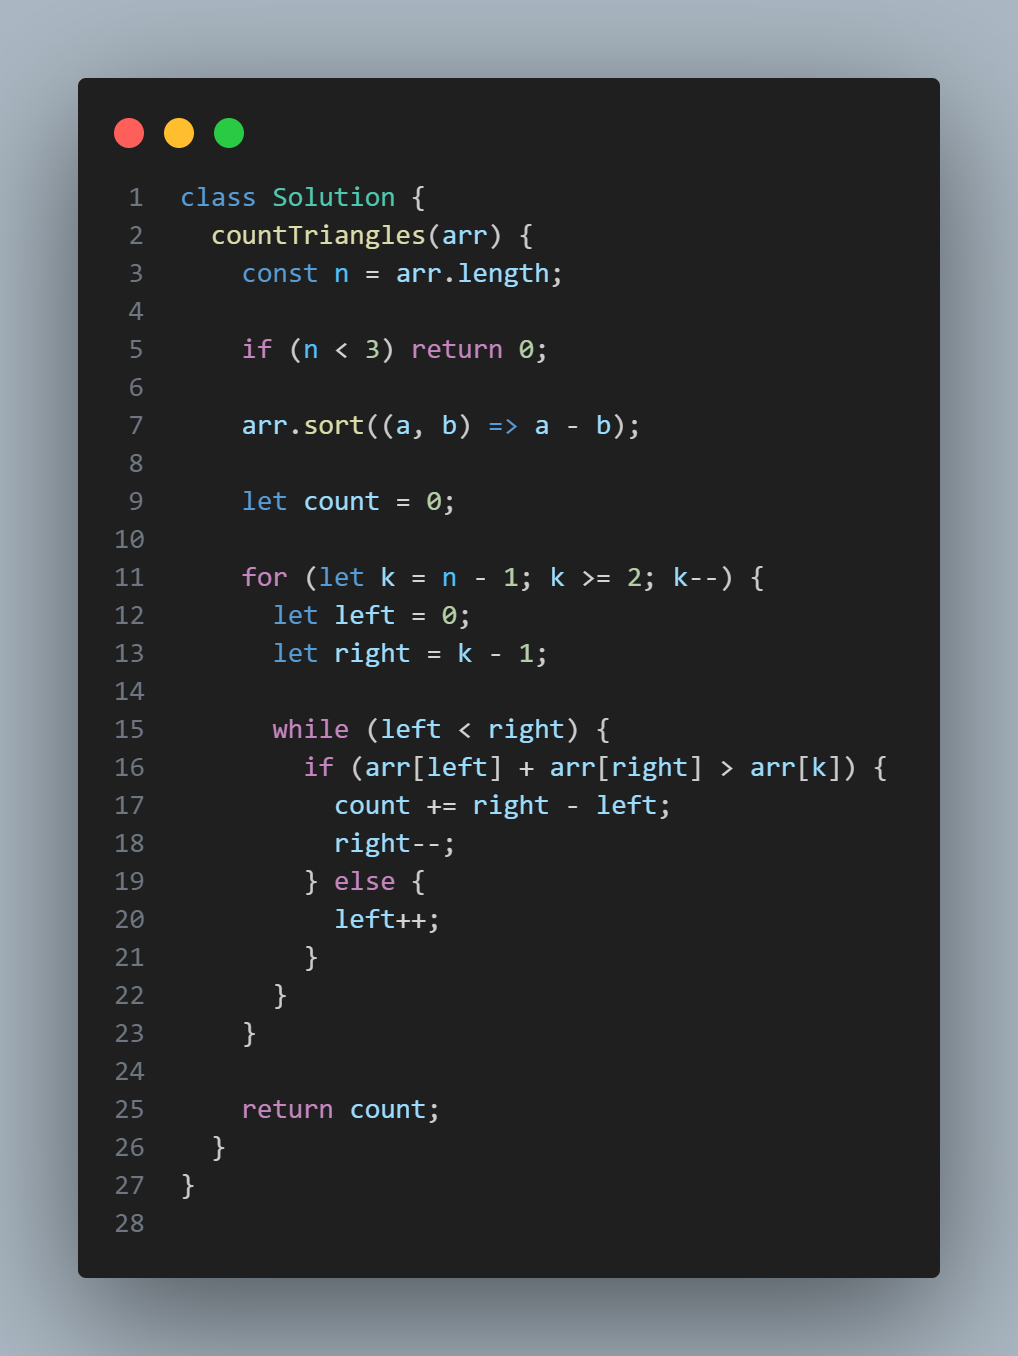 1 class Solution {
2   countTriangles(arr) {
3     const n = arr.length;
4
5     if (n < 3) return 0;
6
7     arr.sort((a, b) => a - b);
8
9     let count = 0;
10
11     for (let k = n - 1; k >= 2; k--) {
12       let left = 0;
13       let right = k - 1;
14
15       while (left < right) {
16         if (arr[left] + arr[right] > arr[k]) {
17           count += right - left;
18           right--;
19         } else {
20           left++;
21         }
22       }
23     }
24
25     return count;
26   }
27 }
28